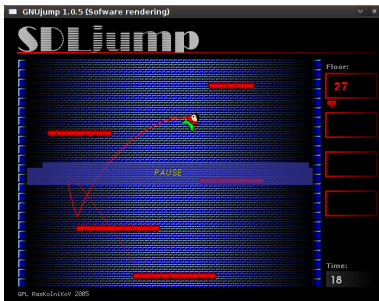 GNUjump 1.0.5 (Sofware rendering)
SDLjump
Floor:
27
PAUSE
Time:
18
GPL RasKolniKoV 2005